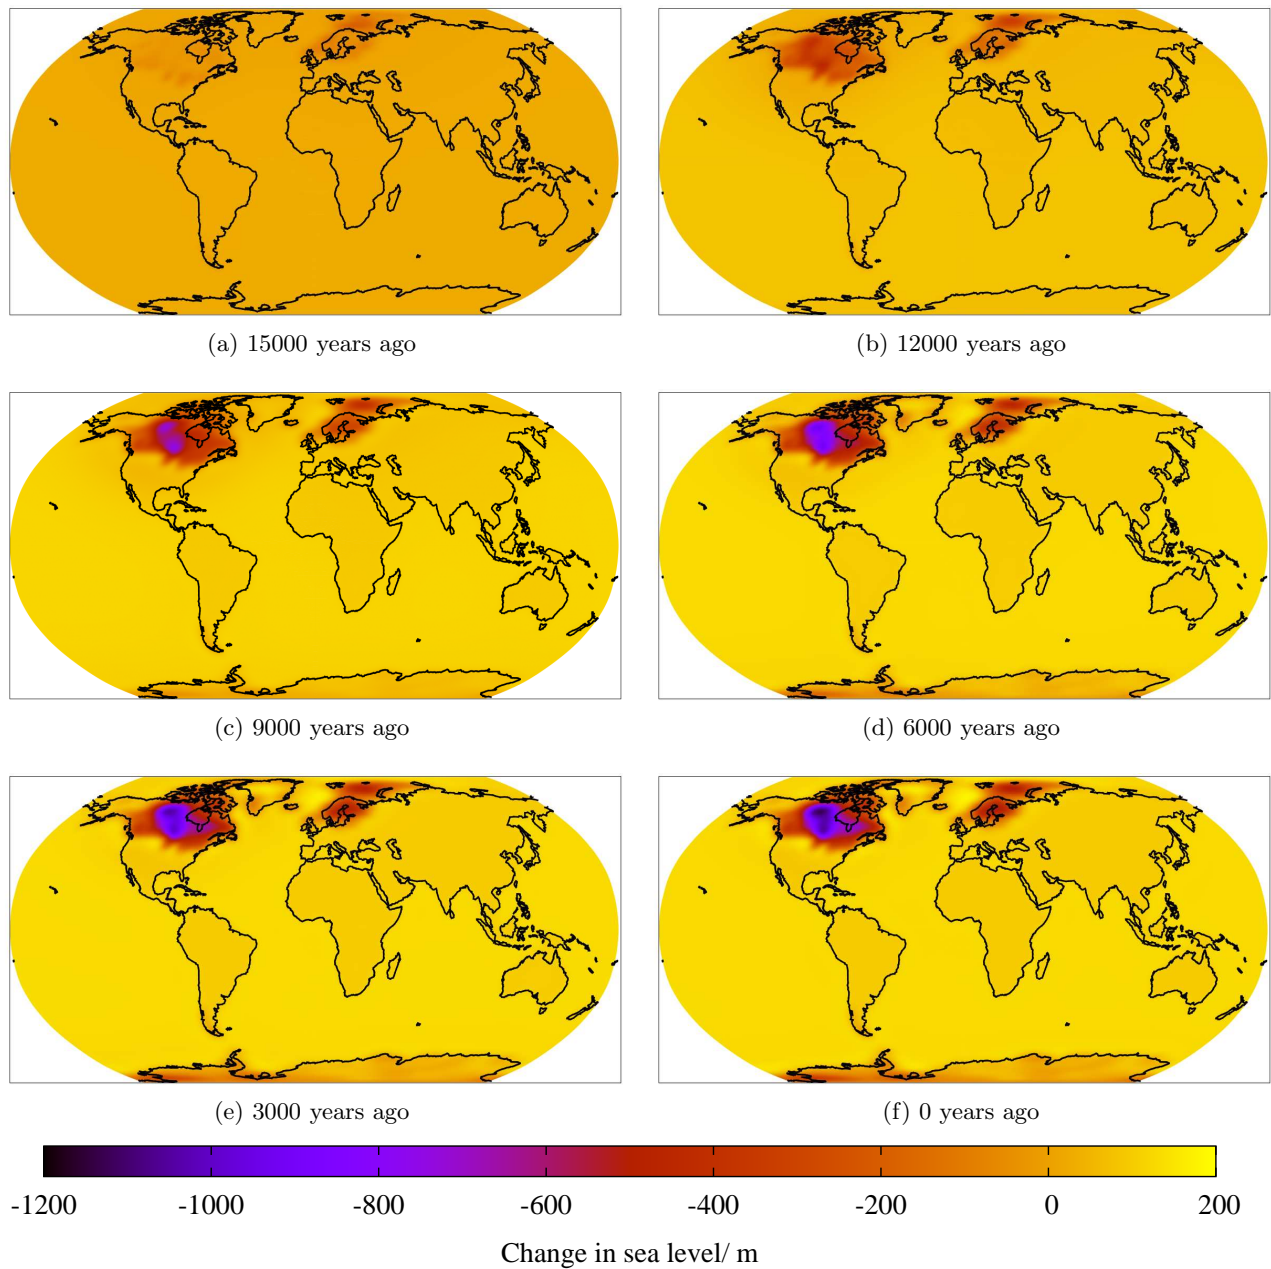 (a) 15000 years ago
(b) 12000 years ago
(c) 9000 years ago
(d) 6000 years ago
(e) 3000 years ago
(f) 0 years ago
-1200 -1000 -800 -600 -400 -200 0 200
Change in sea level/ m